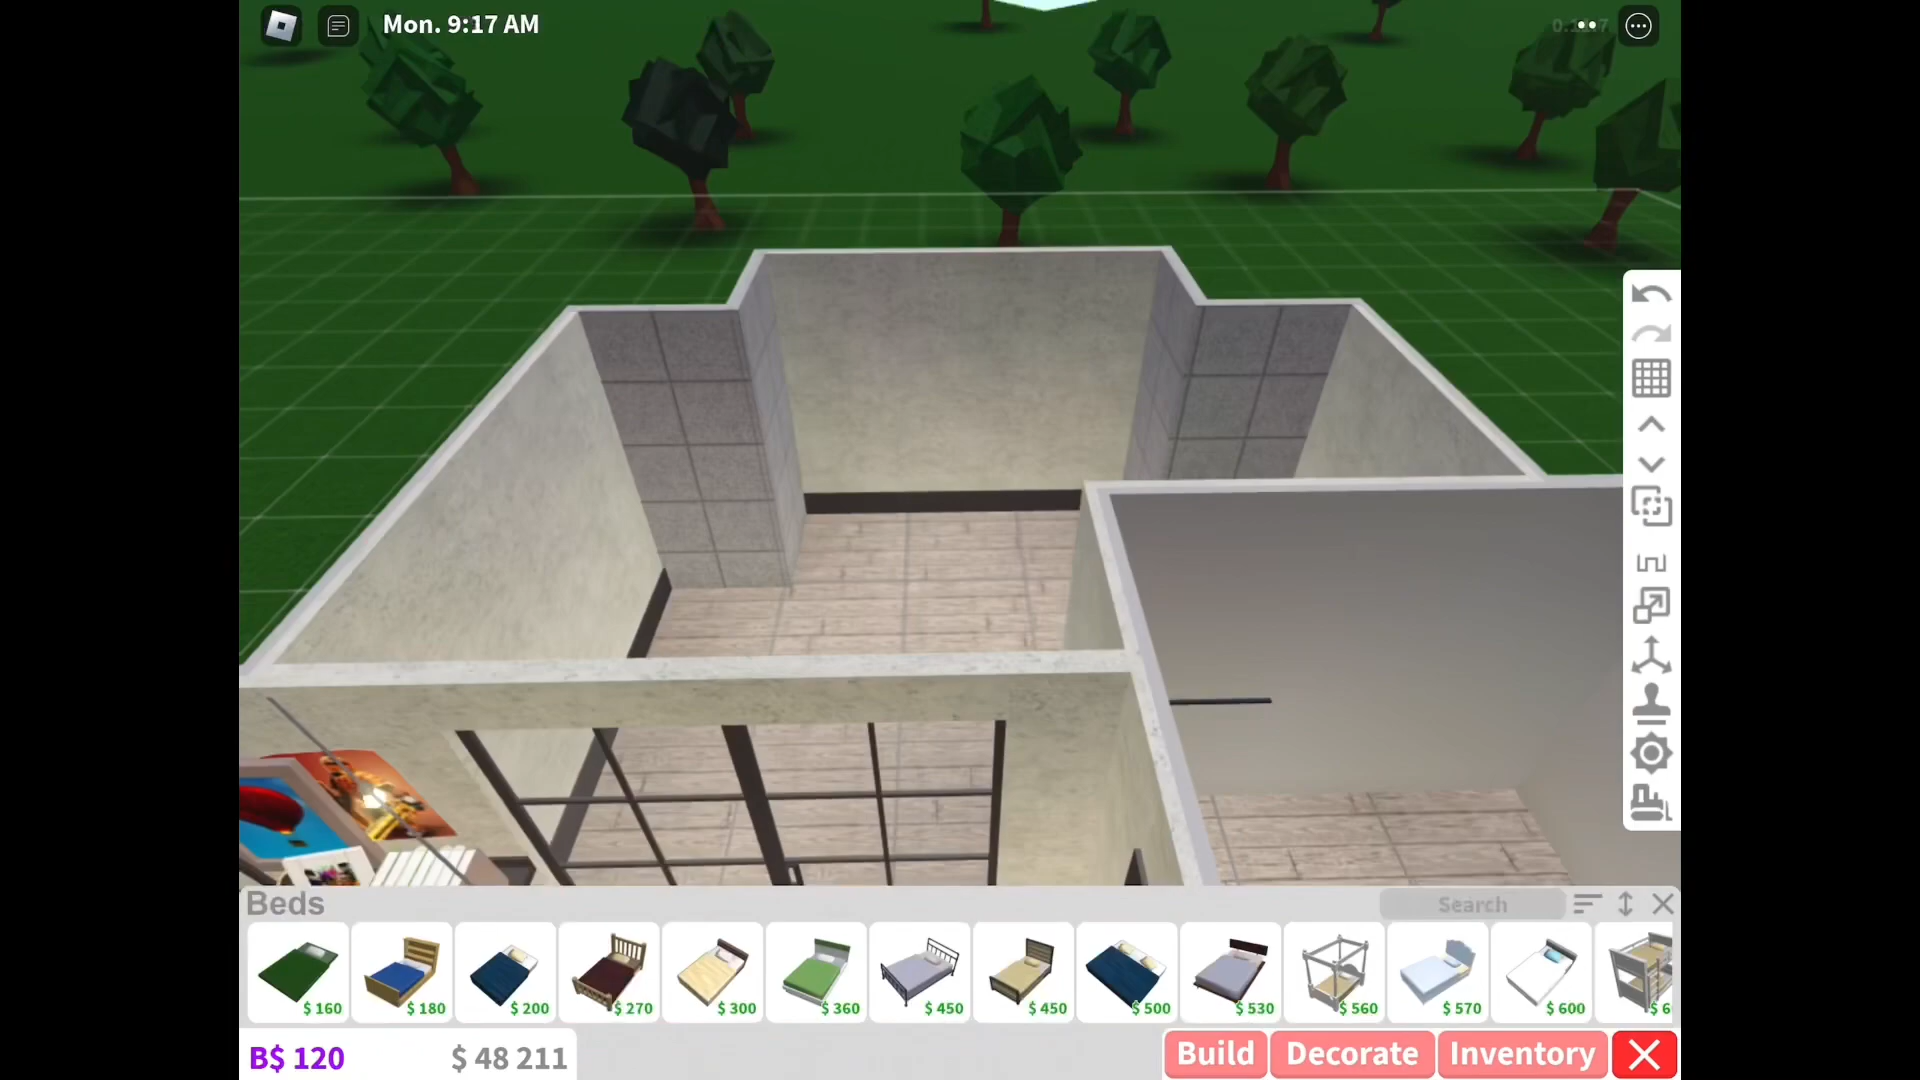 Mon. 9:17 AM
Beds
Search
$ 160
$ 180
$ 200
$ 270
$ 300
$ 360
$ 450
$ 450
$ 500
$ 530
$ 560
$ 570
$ 600
B$ 120
$ 48 211
Build
Decorate
Inventory